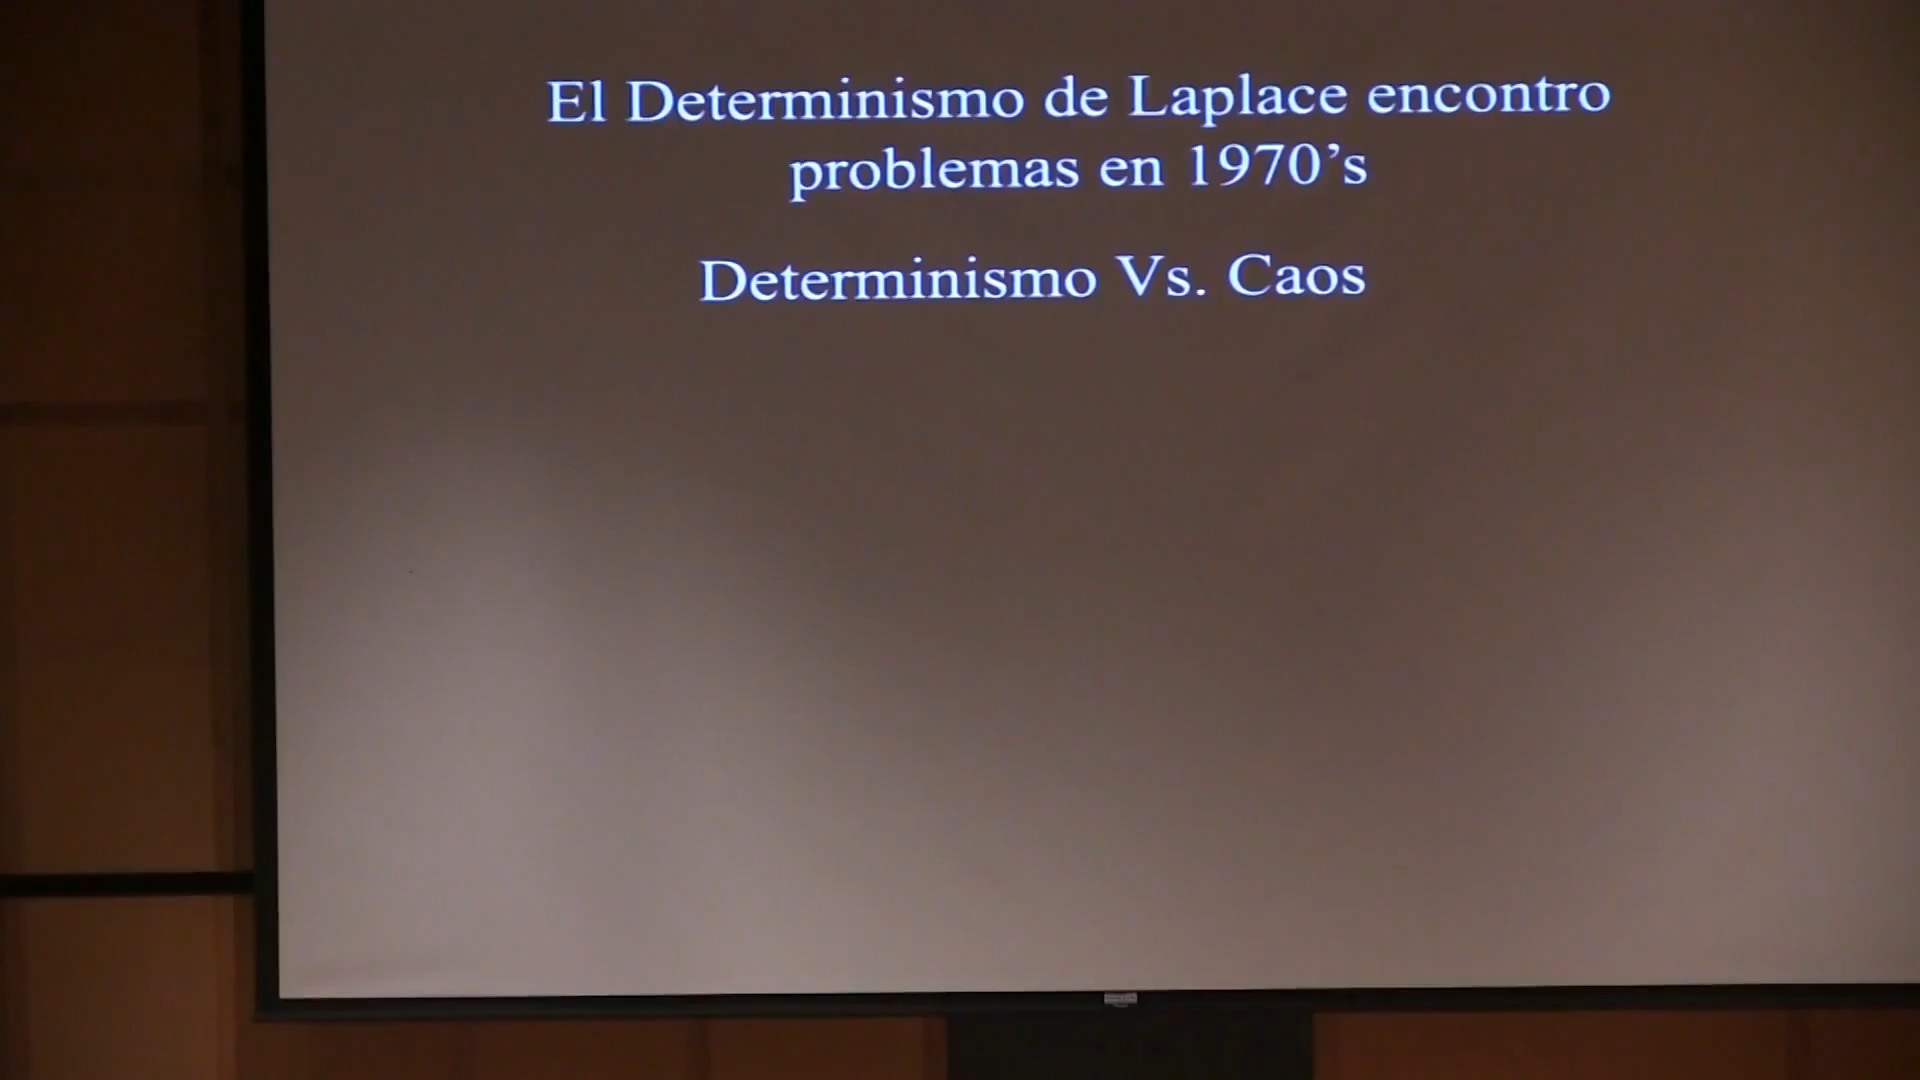 El Determinismo de Laplace encontro
problemas en 1970’s
Determinismo Vs. Caos